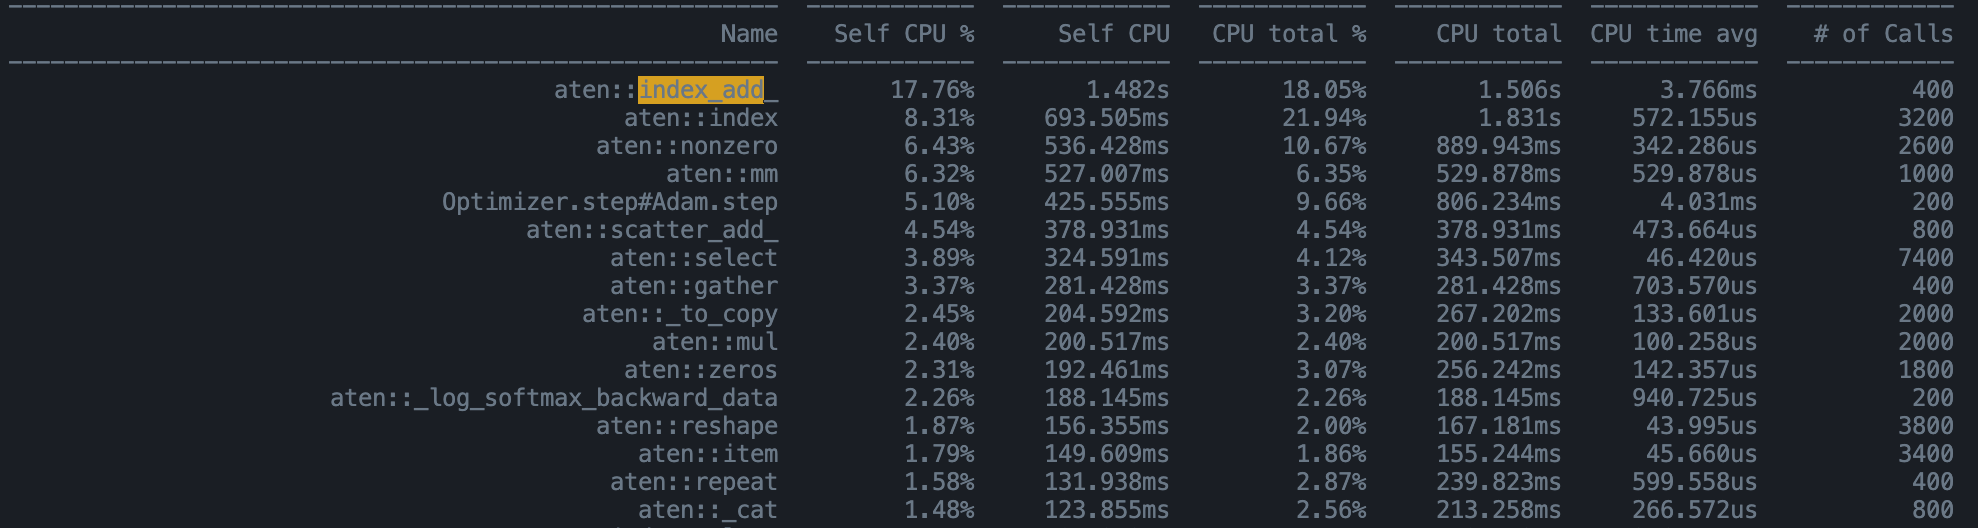 Name Self CPU % Self CPU CPU total % CPU total CPU time avg # of Calls
aten::index_add_ 17.76% 1.482s 18.05% 1.506s 3.766ms 400
aten::index 8.31% 693.505ms 21.94% 1.831s 572.155us 3200
aten::nonzero 6.43% 536.428ms 10.67% 889.943ms 342.286us 2600
aten::mm 6.32% 527.007ms 6.35% 529.878ms 529.878us 1000
Optimizer.step#Adam.step 5.10% 425.555ms 9.66% 806.234ms 4.031ms 200
aten::scatter_add_ 4.54% 378.931ms 4.54% 378.931ms 473.664us 800
aten::select 3.89% 324.591ms 4.12% 343.507ms 46.420us 7400
aten::gather 3.37% 281.428ms 3.37% 281.428ms 703.570us 400
aten::_to_copy 2.45% 204.592ms 3.20% 267.202ms 133.601us 2000
aten::mul 2.40% 200.517ms 2.40% 200.517ms 100.258us 2000
aten::zeros 2.31% 192.461ms 3.07% 256.242ms 142.357us 1800
aten::_log_softmax_backward_data 2.26% 188.145ms 2.26% 188.145ms 940.725us 200
aten::reshape 1.87% 156.355ms 2.00% 167.181ms 43.995us 3800
aten::item 1.79% 149.609ms 1.86% 155.244ms 45.660us 3400
aten::repeat 1.58% 131.938ms 2.87% 239.823ms 599.558us 400
aten::_cat 1.48% 123.855ms 2.56% 213.258ms 266.572us 800